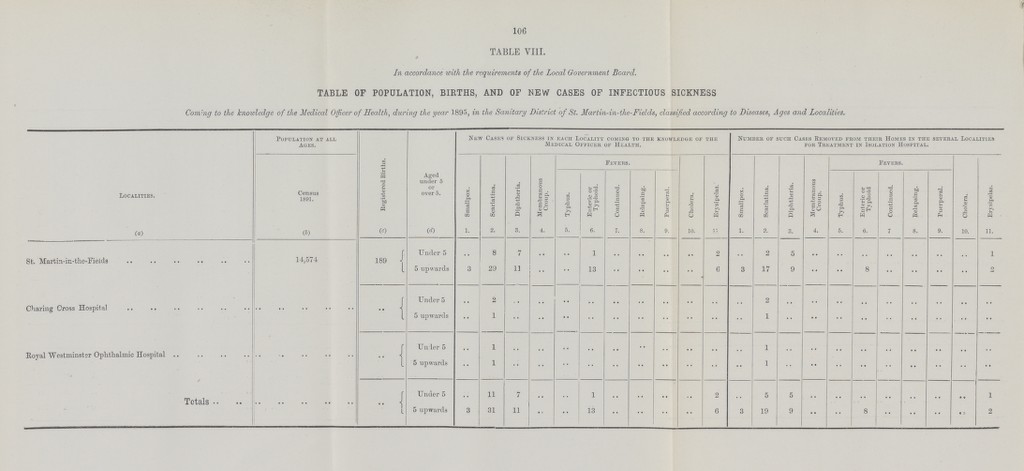 106
TABLE VIII.
In accordance with the requirements of the Local Government Board.
TABLE OF POPULATION, BIRTHS, AND OF NEW CASES OF INFECTIOUS SICKNESS
Coming to the knowledge of the Medical Officer of Health, during the year 1895, in the Sanitary District of St. Martin-in-the-Fields, classified according to Diseases, Ages and Localities.
Localities. (a) | Population at all Ages. Census 1891. (b) | Registered Births. (c) | Aged under 5 or over 5. (d) | New Cases of Sickness in each Locality coming to the knowledge of the Medical Officer of Health. | Number of such Cases Removed from their Homes in the several Localities for Treatment in Isolation Hospital.
Fevers. | Fevers.
Smallpox. | Scarlatina. | Diphtheria. | Membranous Croup. | Typhus. | Enteric or Typhoid. | Continued. | Relapsing. | Puerperal. | Cholera. | Erysipelas. | Smallpox. | Scarlatina. | Diphtheria. | Membranous Croup. | Typhus. | Enteric or Typhoid | Continued. | Relapsing. | Puerperal. | Cholera. | Erysipelas.
1. | 2. | 3. | 4. | 5. | 6. | 7. | 8. | 9. | 10. | 11 | 1. | 2. | 3. | 4. | 5. | 6. | 7 | 8. | 9. | 10. | 11.
St. Martin-in-the-Fields .. .. .. .. .. .. | 14,574 | 189 | Under 5 | .. | 8 | 7 | .. | .. | 1 | .. | .. | .. | .. | 2 | .. | 2 | 5 | .. | .. | .. | .. | .. | .. | .. | 1
5 upwards | 3 | 29 | 11 | .. | .. | 13 | .. | .. | .. | .. | 6 | 3 | 17 | 9 | .. | .. | 8 | .. | .. | .. | .. | 2
Charing Cross Hospital .. .. .. .. .. .. | .. .. .. .. .. | .. | Under 5 | .. | 2 | .. | .. | .. | .. | .. | .. | .. | .. | .. | .. | 2 | .. | .. | .. | .. | .. | .. | .. | .. | ..
5 upwards | .. | 1 | .. | .. | .. | .. | .. | .. | .. | .. | .. | .. | 1 | .. | .. | .. | .. | .. | .. | .. | .. | ..
Royal Westminster Ophthalmic Hospital .. .. .. .. | .. .. .. .. .. | .. | Under 5 | .. | 1 | .. | .. | .. | .. | .. | .. | .. | .. | .. | .. | 1 | .. | .. | .. | .. | .. | .. | .. | .. | ..
5 upwards | .. | 1 | .. | .. | .. | .. | .. | .. | .. | .. | .. | .. | 1 | .. | .. | .. | .. | .. | .. | .. | .. | ..
Totals .. .. .. | .. .. .. .. .. | .. | Under 5 | .. | 11 | 7 | .. | .. | 1 | .. | .. | .. | .. | 2 | .. | 5 | 5 | .. | .. | .. | .. | .. | .. | .. | 1
5 upwards | 3 | 31 | 11 | .. | .. | 13 | .. | .. | .. | .. | 6 | 3 | 19 | 9 | .. | .. | 8 | .. | .. | .. | .. | 2